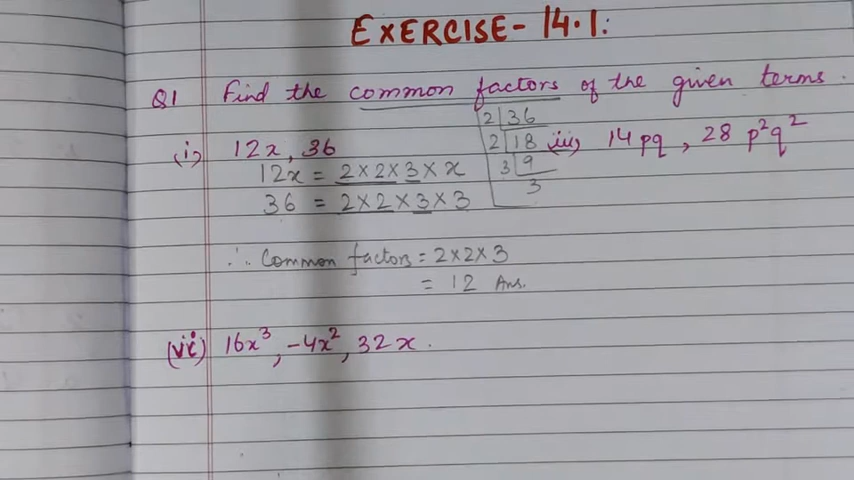 EXERCISE- 14.1:
Q1 Find the common factors of the given terms.
(i) 12x, 36
12x = 2×2×3×x
36 = 2×2×3×3
2 36
2 18
3 9
3
iii) 14pq, 28 p²q²
∴ Common factors = 2×2×3
= 12 Ans.
(vi) 16x³, -4x², 32x.